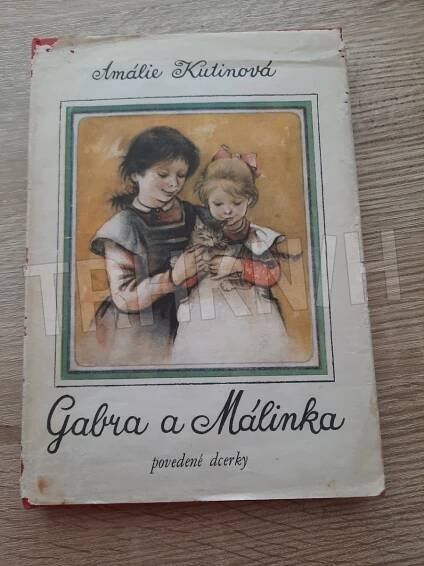 Amálie Kutinová
Gabra a Málinka
povedené dcerky